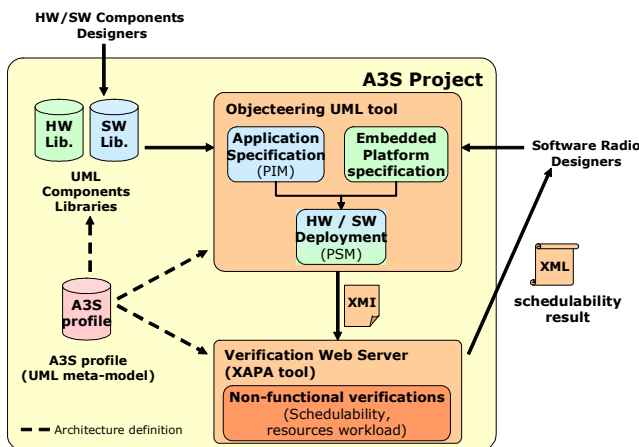 HW/SW Components
Designers
A3S Project
HW
Lib.
SW
Lib.
UML
Components
Libraries
Objecteering UML tool
Application
Specification
(PIM)
Embedded
Platform
specification
HW / SW
Deployment
(PSM)
Software Radio
Designers
XML
schedulability
result
XMI
A3S
profile
A3S profile
(UML meta-model)
Verification Web Server
(XAPA tool)
Non-functional verifications
(Schedulability,
resources workload)
Architecture definition